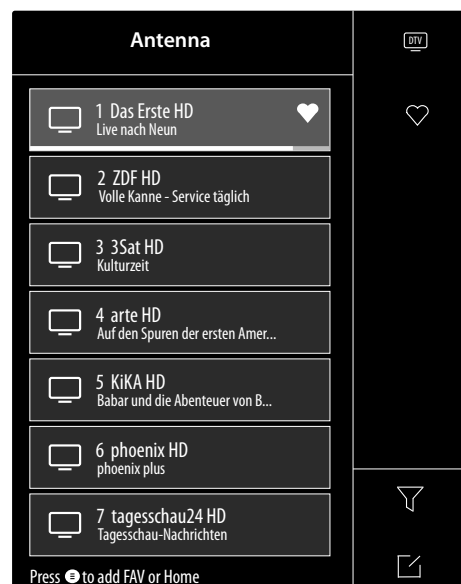 Antenna
DTV
1 Das Erste HD
Live nach Neun
2 ZDF HD
Volle Kanne - Service täglich
3 3Sat HD
Kulturzeit
4 arte HD
Auf den Spuren der ersten Amer...
5 KiKA HD
Babar und die Abenteuer von B...
6 phoenix HD
phoenix plus
7 tagesschau24 HD
Tagesschau-Nachrichten
Press to add FAV or Home